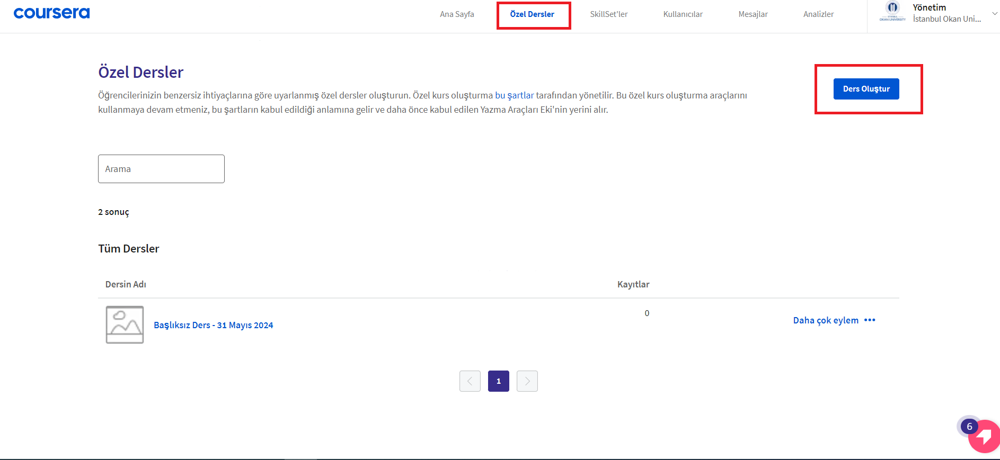 coursera
Ana Sayfa
Özel Dersler
SkillSet'ler
Kullanıcılar
Mesajlar
Analizler
İSTANBUL
OKAN UNIVERSITY
Yönetim
İstanbul Okan Uni...
Özel Dersler
Öğrencilerinizin benzersiz ihtiyaçlarına göre uyarlanmış özel dersler oluşturun. Özel kurs oluşturma bu şartlar tarafından yönetilir. Bu özel kurs oluşturma araçlarını
kullanmaya devam etmeniz, bu şartların kabul edildiği anlamına gelir ve daha önce kabul edilen Yazma Araçları Eki'nin yerini alır.
Ders Oluştur
Arama
2 sonuç
Tüm Dersler
Dersin Adı
Kayıtlar
Başlıksız Ders - 31 Mayıs 2024
0
Daha çok eylem
1
6